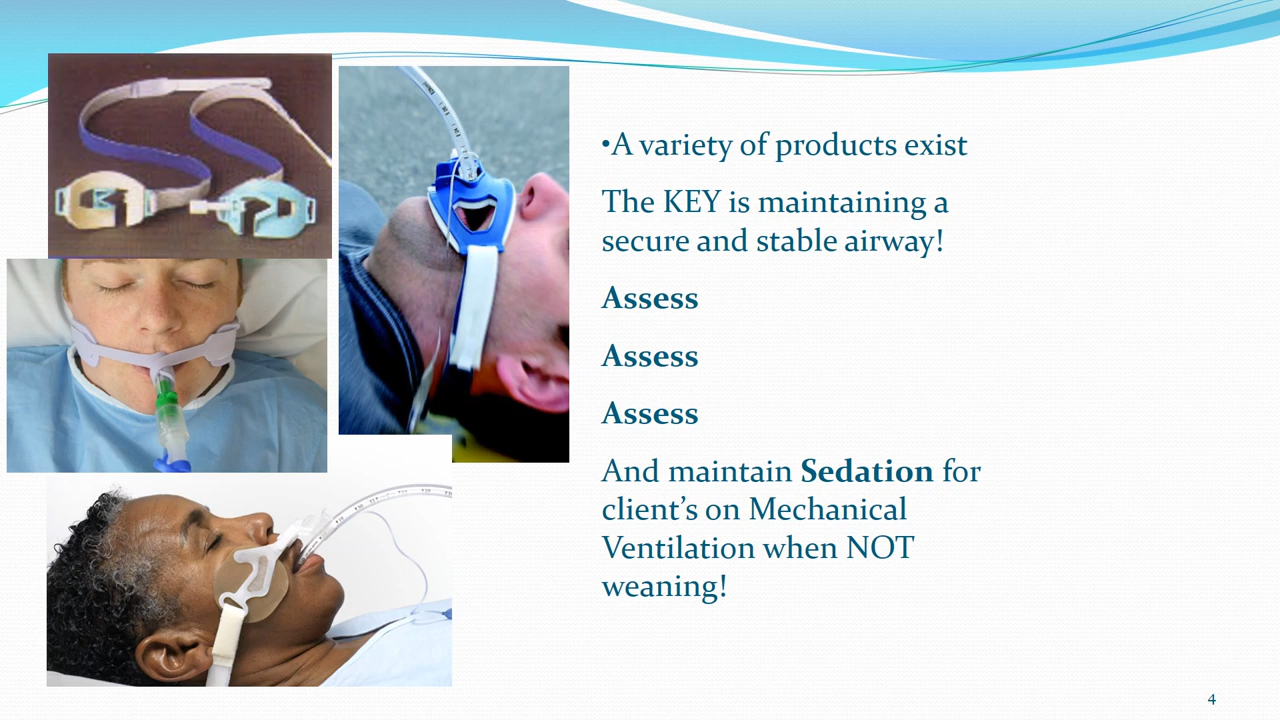 •A variety of products exist
The KEY is maintaining a
secure and stable airway!
Assess
Assess
Assess
And maintain Sedation for
client’s on Mechanical
Ventilation when NOT
weaning!
4